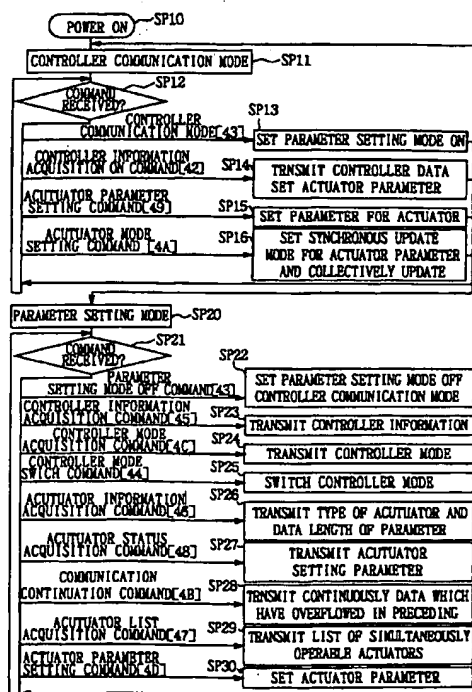 POWER ON
SP10
CONTROLLER COMMUNICATION MODE
SP11
SP12
COMMAND
RECEIVED?
CONTROLLER
COMMUNICATION MODE[43]
SP13
SET PARAMETER SETTING MODE ON
CONTROLLER INFORMATION
ACQUISITION ON COMMAND[42]
SP14
TRNSMIT CONTROLLER DATA
SET ACTUATOR PARAMETER
ACUTUATOR PARAMETER
SETTING COMMAND[49]
SP15
SET PARAMETER FOR ACTUATOR
ACUTUATOR MODE
SETTING COMMAND [4A]
SP16
SET SYNCHRONOUS UPDATE
MODE FOR ACTUATOR PARAMETER
AND COLLECTIVELY UPDATE
PARAMETER SETTING MODE
SP20
SP21
COMMAND
RECEIVED?
PARAMETER
SETTING MODE OFF COMMAND[43]
SP22
SET PARAMETER SETTING MODE OFF
CONTROLLER COMMUNICATION MODE
CONTROLLER INFORMATION
ACQUISITION COMMAND[45]
SP23
TRANSMIT CONTROLLER INFORMATION
CONTROLLER MODE
ACQUISITION COMMAND[4C]
SP24
TRANSMIT CONTROLLER MODE
CONTROLLER MODE
SWICH COMMAND[44]
SP25
SWITCH CONTROLLER MODE
ACUTUATOR INFORMATION
ACQUISITION COMMAND[46]
SP26
TRANSMIT TYPE OF ACUTUATOR AND
DATA LENGTH OF PARAMETER
ACUTUATOR STATUS
ACQUISITION COMMAND[48]
SP27
TRANSMIT ACUTUATOR
SETTING PARAMETER
COMMUNICATION
CONTINUATION COMMAND[4B]
SP28
TRNSMIT CONTINUOUSLY DATA WHICH
HAVE OVERFLOWED IN PRECEDING
ACUTUATOR LIST
ACQUISITION COMMAND[47]
SP29
TRANSMIT LIST OF SIMULTANEOUSLY
OPERABLE ACTUATORS
ACTUATOR PARAMETER
SETTING COMMAND[4D]
SP30
SET ACTUATOR PARAMETER